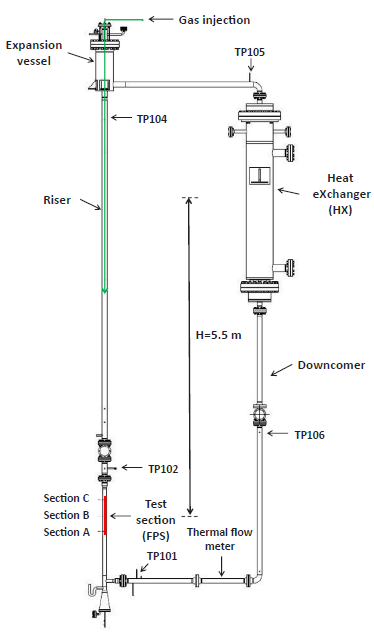 Gas injection
Expansion
vessel
TP105
TP104
Heat
eXchanger
(HX)
Riser
H=5.5 m
Downcomer
TP106
TP102
Section C
Section B
Section A
Test
section
(FPS)
Thermal flow
meter
TP101